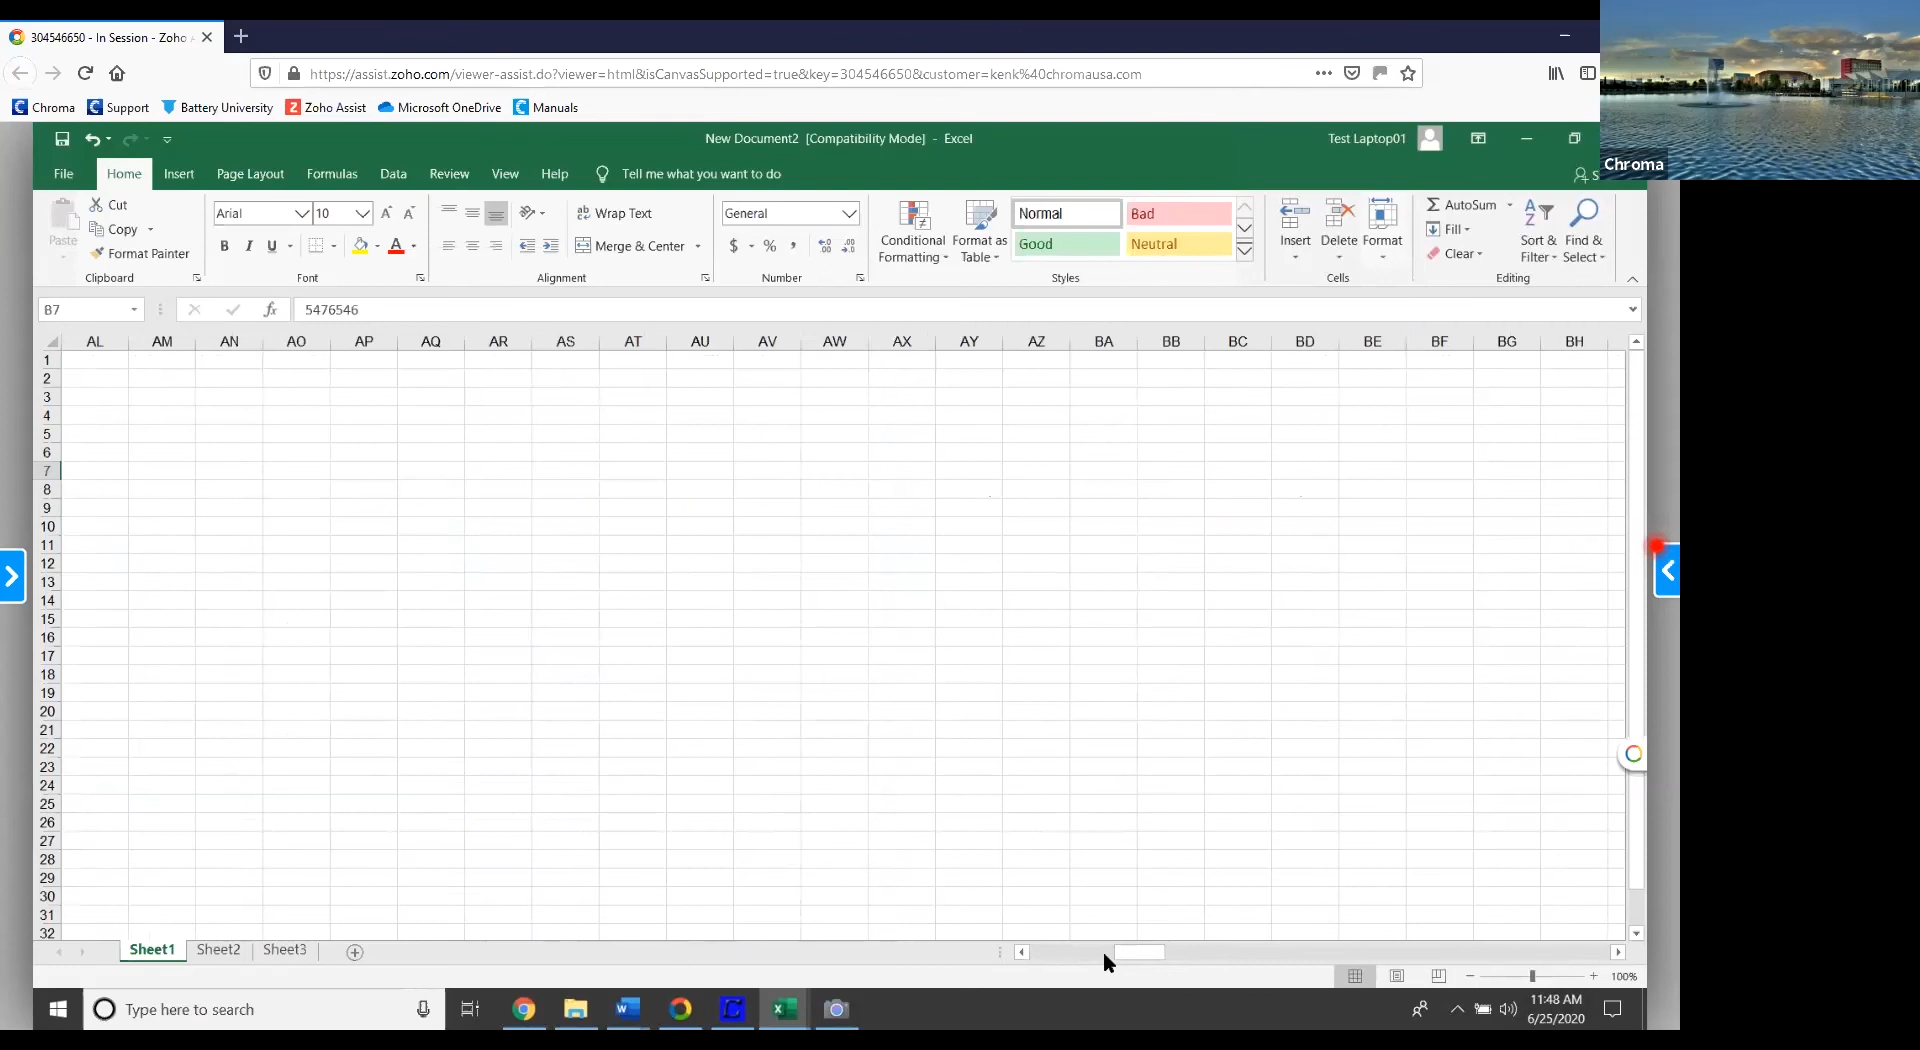 304546650 - In Session - Zoho A
https://assist.zoho.com/viewer-assist.do?viewer=html&isCanvasSupported=true&key=304546650&customer=kenk%40chromausa.com
Chroma Support Battery University Zoho Assist Microsoft OneDrive Manuals
Chroma
New Document2 [Compatibility Mode] - Excel
Test Laptop01
File Home Insert Page Layout Formulas Data Review View Help Tell me what you want to do
Paste
Cut
Copy
Format Painter
Clipboard
Arial 10
B I U
Font
Wrap Text
Merge & Center
Alignment
General
$ % ,
Number
Conditional Formatting
Format as Table
Normal Bad
Good Neutral
Styles
Insert Delete Format
Cells
AutoSum
Fill
Clear
Sort & Filter
Find & Select
Editing
B7 fx 5476546
AL AM AN AO AP AQ AR AS AT AU AV AW AX AY AZ BA BB BC BD BE BF BG BH
1
2
3
4
5
6
7
8
9
10
11
12
13
14
15
16
17
18
19
20
21
22
23
24
25
26
27
28
29
30
31
32
Sheet1 Sheet2 Sheet3
100%
Type here to search
11:48 AM
6/25/2020